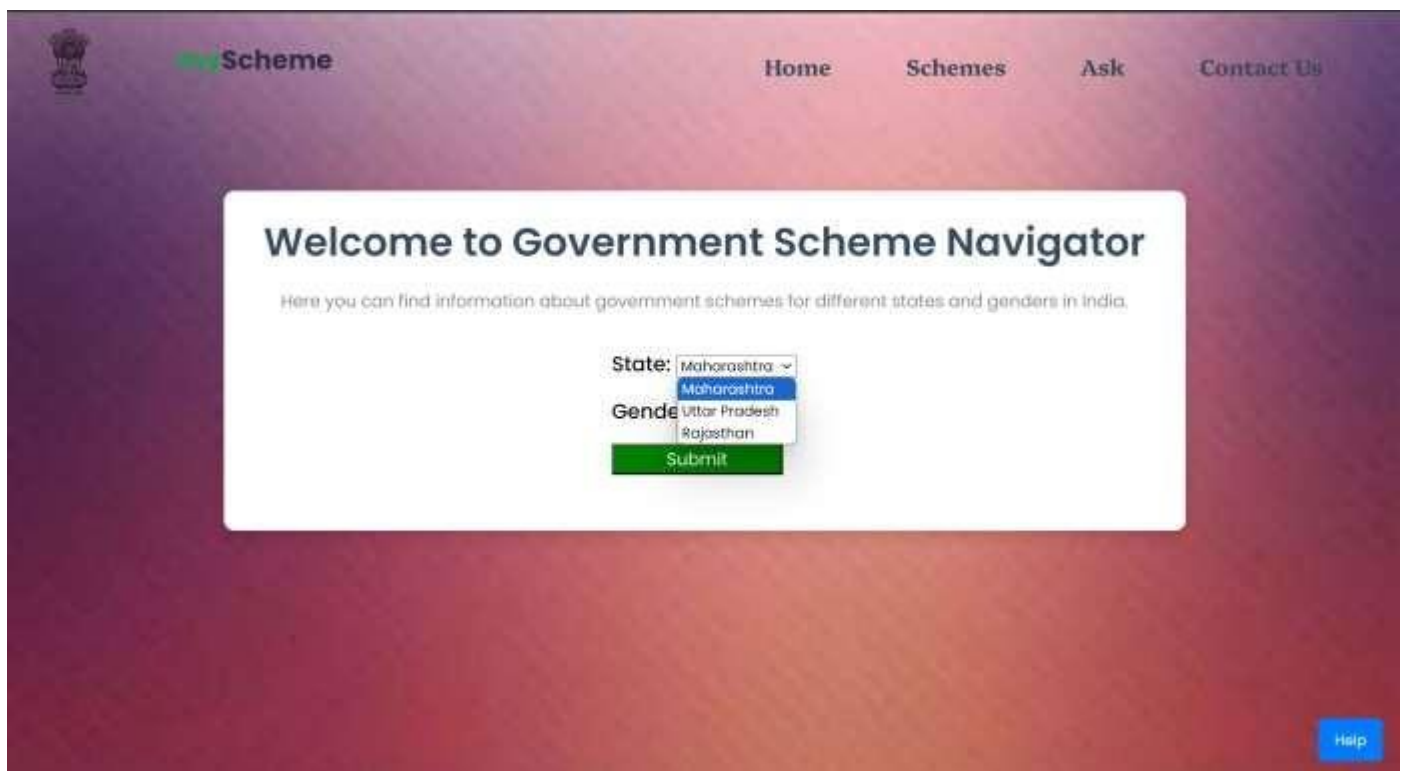 myScheme
Home Schemes Ask Contact Us
Welcome to Government Scheme Navigator
Here you can find information about government schemes for different states and genders in India.
State: Maharashtra
Maharashtra
Gende Uttar Pradesh
Rajasthan
Submit
Help